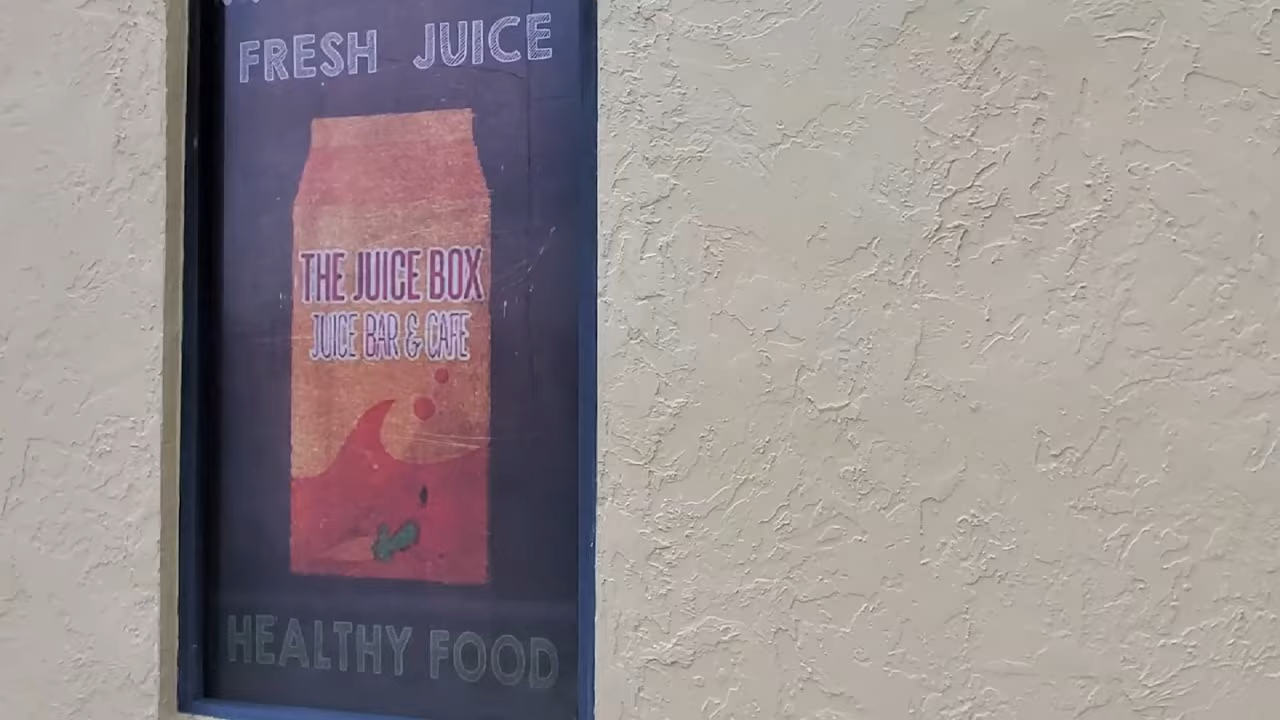 FRESH JUICE
THE JUICE BOX
JUICE BAR & CAFE
HEALTHY FOOD